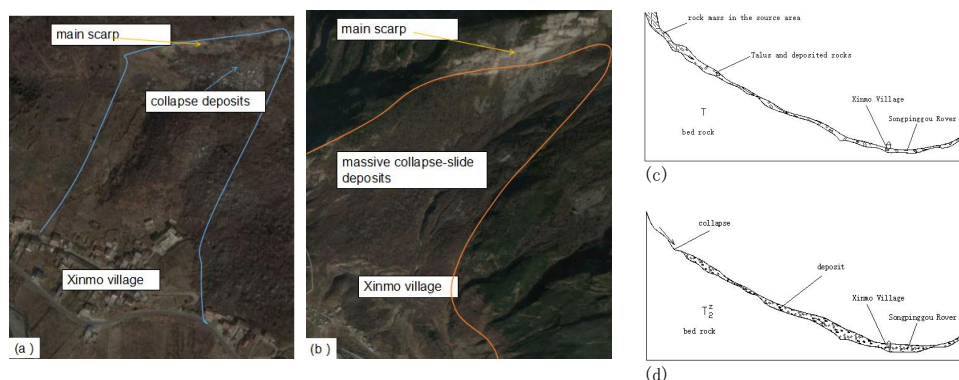 main scarp
collapse deposits
Xinmo village
(a)
main scarp
massive collapse-slide
deposits
Xinmo village
(b)
rock mass in the source area
Talus and deposited rocks
Xinmo Village
Songpinggou Rover
T
bed rock
(c)
collapse
deposit
Xinmo Village
Songpinggou Rover
T₂ᶻ
bed rock
(d)